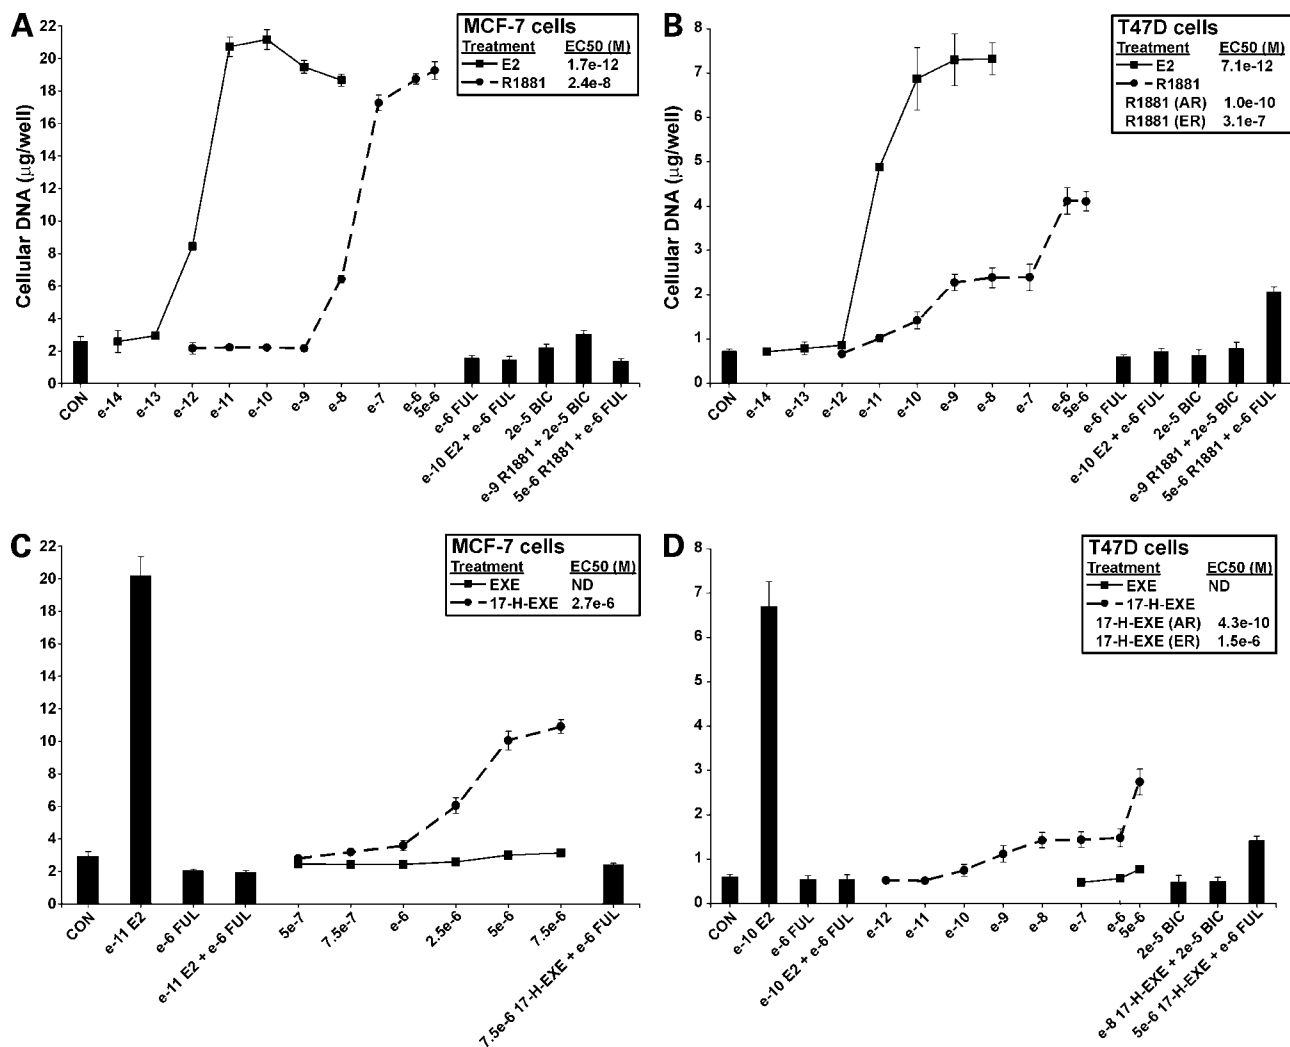 A
MCF-7 cells
Treatment EC50 (M)
E2 1.7e-12
R1881 2.4e-8
Cellular DNA (µg/well)
22
20
18
16
14
12
10
8
6
4
2
0
CON
e-14
e-13
e-12
e-11
e-10
e-9
e-8
e-7
e-6
5e-6
e-6 FUL
e-10 E2 + e-6 FUL
2e-5 BIC
e-9 R1881 + 2e-5 BIC
5e-6 R1881 + e-6 FUL
B
T47D cells
Treatment EC50 (M)
E2 7.1e-12
R1881
R1881 (AR) 1.0e-10
R1881 (ER) 3.1e-7
Cellular DNA (µg/well)
8
7
6
5
4
3
2
1
0
CON
e-14
e-13
e-12
e-11
e-10
e-9
e-8
e-7
e-6
5e-6
e-6 FUL
e-10 E2 + e-6 FUL
2e-5 BIC
e-9 R1881 + 2e-5 BIC
5e-6 R1881 + e-6 FUL
C
MCF-7 cells
Treatment EC50 (M)
EXE ND
17-H-EXE 2.7e-6
22
20
18
16
14
12
10
8
6
4
2
0
CON
e-11 E2
e-6 FUL
e-11 E2 + e-6 FUL
5e-7
7.5e-7
e-6
2.5e-6
5e-6
7.5e-6
7.5e-6 17-H-EXE + e-6 FUL
D
T47D cells
Treatment EC50 (M)
EXE ND
17-H-EXE
17-H-EXE (AR) 4.3e-10
17-H-EXE (ER) 1.5e-6
8
7
6
5
4
3
2
1
0
CON
e-10 E2
e-6 FUL
e-10 E2 + e-6 FUL
e-12
e-11
e-10
e-9
e-8
e-7
e-6
5e-6
2e-5 BIC
e-8 17-H-EXE + 2e-5 BIC
5e-6 17-H-EXE + e-6 FUL